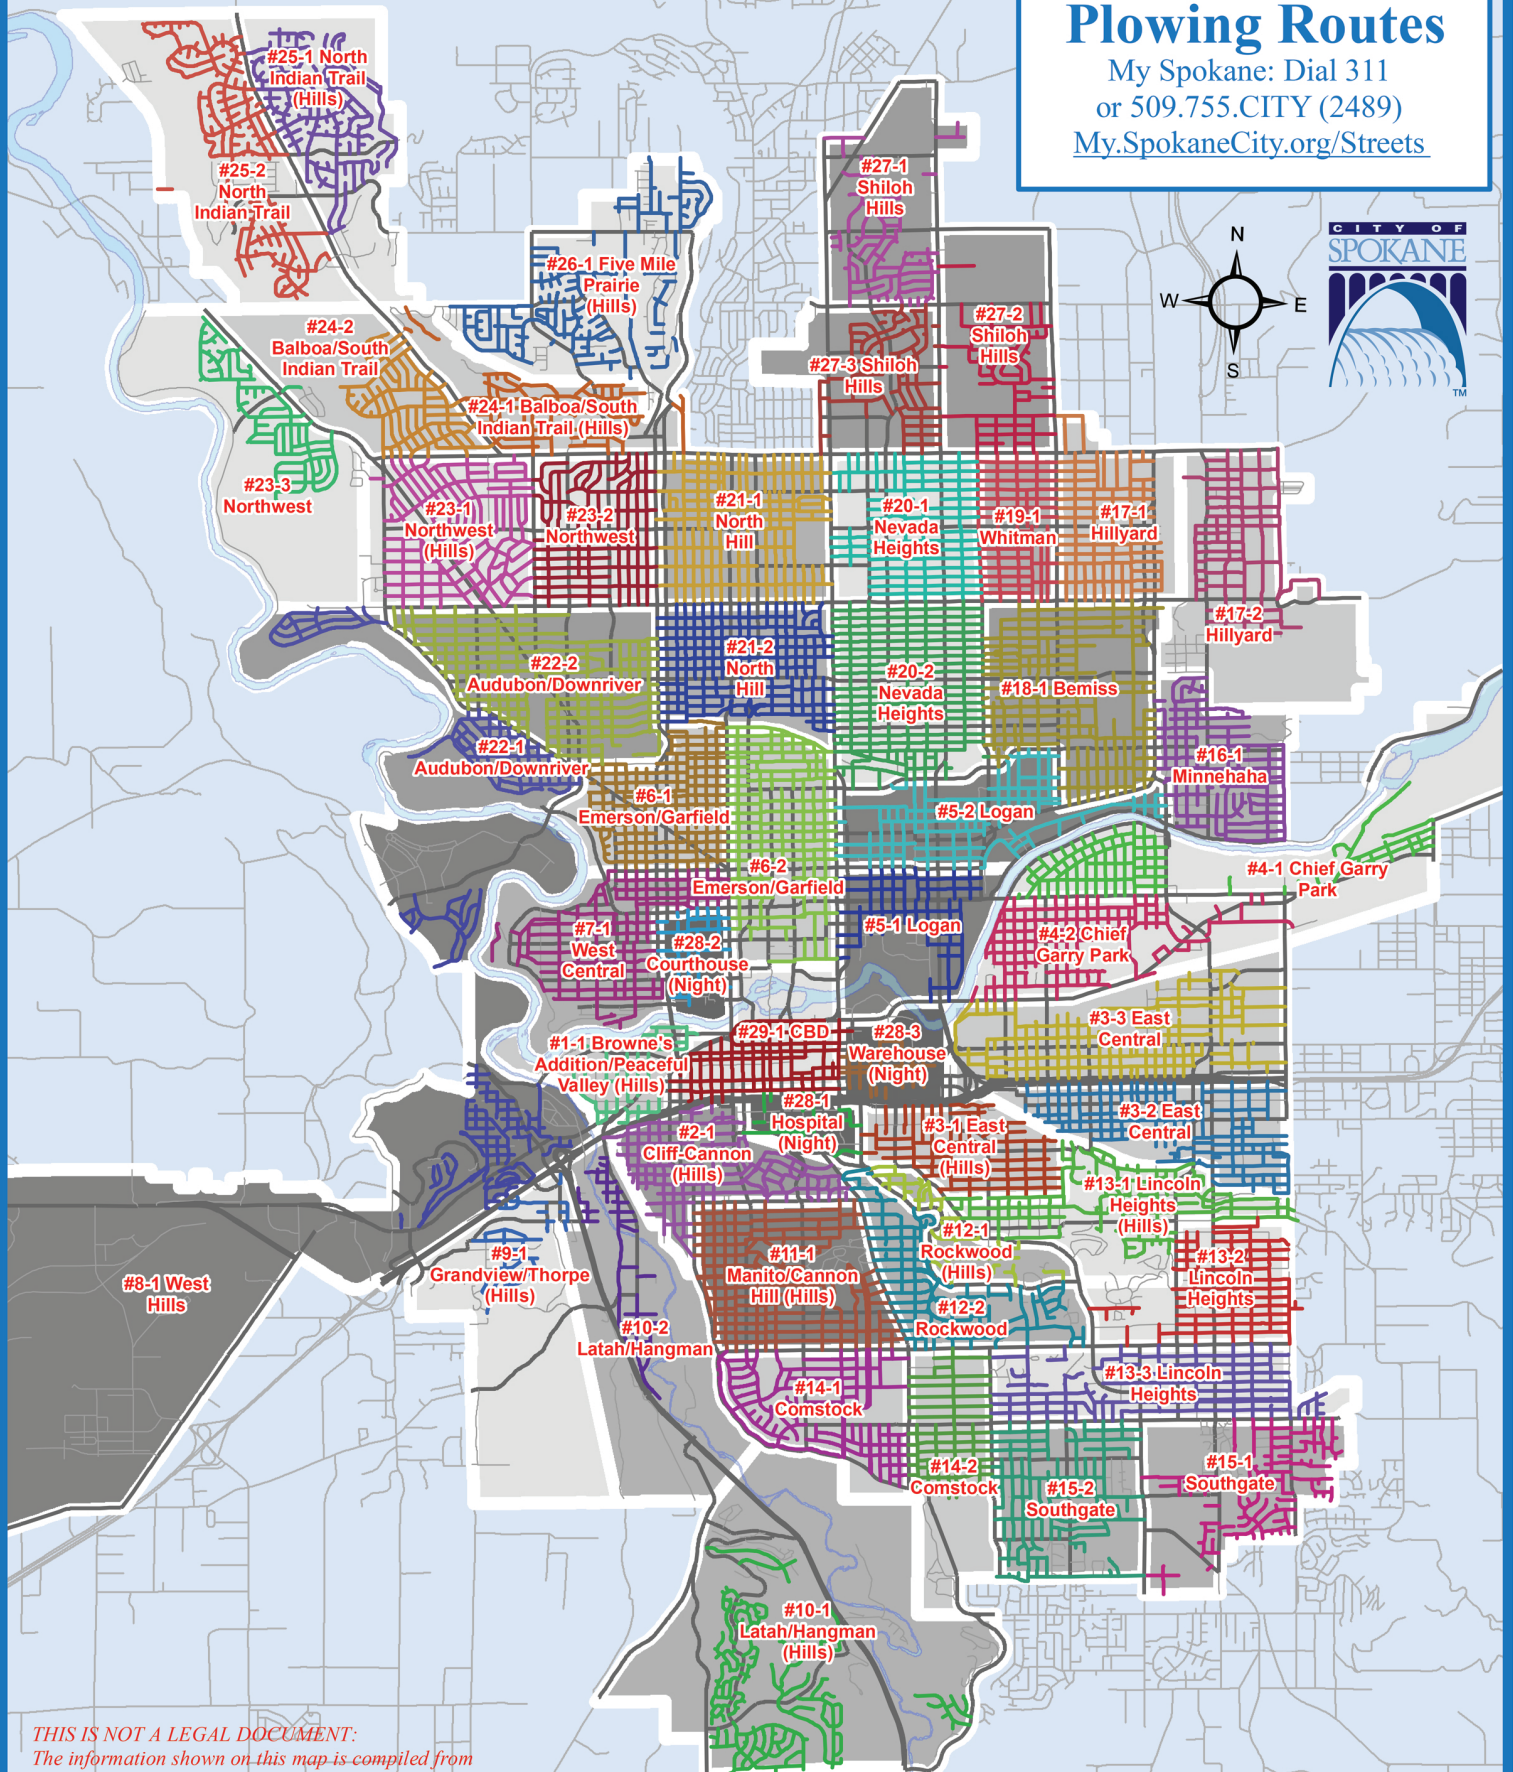 Plowing Routes
My Spokane: Dial 311
or 509.755.CITY (2489)
My.SpokaneCity.org/Streets
N
W
E
S
CITY OF
SPOKANE
TM
#25-1 North
Indian Trail
(Hills)
#25-2
North
Indian Trail
#27-1
Shiloh
Hills
#26-1 Five Mile
Prairie
(Hills)
#24-2
Balboa/South
Indian Trail
#27-2
Shiloh
Hills
#27-3 Shiloh
Hills
#24-1 Balboa/South
Indian Trail (Hills)
#23-3
Northwest
#23-1
Northwest
(Hills)
#23-2
Northwest
#21-1
North
Hill
#20-1
Nevada
Heights
#19-1
Whitman
#17-1
Hillyard
#17-2
Hillyard
#22-2
Audubon/Downriver
#21-2
North
Hill
#20-2
Nevada
Heights
#18-1 Bemiss
#22-1
Audubon/Downriver
#16-1
Minnehaha
#6-1
Emerson/Garfield
#5-2 Logan
#6-2
Emerson/Garfield
#4-1 Chief Garry
Park
#7-1
West
Central
#28-2
Courthouse
(Night)
#5-1 Logan
#4-2 Chief
Garry Park
#3-3 East
Central
#29-1 CBD
#28-3
Warehouse
(Night)
#1-1 Browne's
Addition/Peaceful
Valley (Hills)
#28-1
Hospital
(Night)
#3-2 East
Central
#2-1
Cliff-Cannon
(Hills)
#3-1 East
Central
(Hills)
#13-1 Lincoln
Heights
(Hills)
#12-1
Rockwood
(Hills)
#11-1
Manito/Cannon
Hill (Hills)
#13-2
Lincoln
Heights
#9-1
Grandview/Thorpe
(Hills)
#8-1 West
Hills
#12-2
Rockwood
#10-2
Latah/Hangman
#13-3 Lincoln
Heights
#14-1
Comstock
#14-2
Comstock
#15-1
Southgate
#15-2
Southgate
#10-1
Latah/Hangman
(Hills)
THIS IS NOT A LEGAL DOCUMENT:
The information shown on this map is compiled from